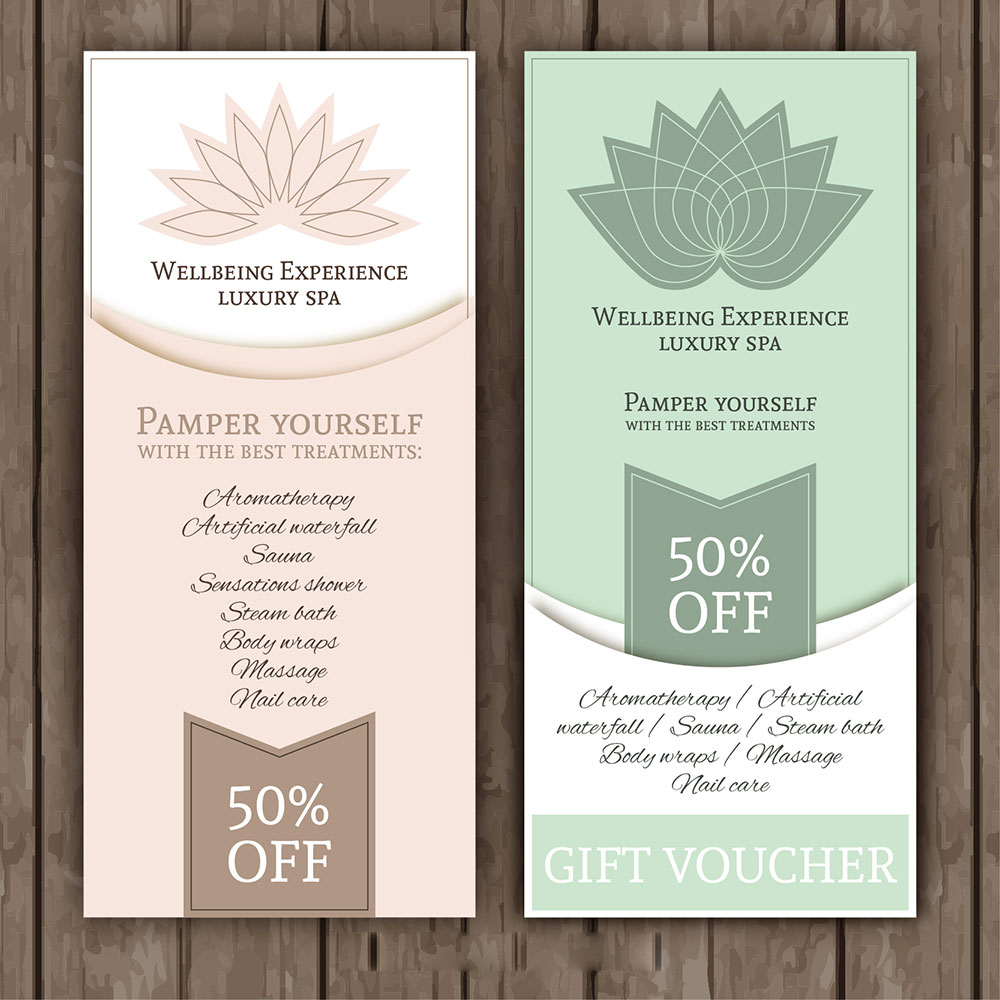 Wellbeing Experience
luxury spa
Pamper yourself
with the best treatments:
Aromatherapy
Artificial waterfall
Sauna
Sensations shower
Steam bath
Body wraps
Massage
Nail care
50%
OFF
Wellbeing Experience
luxury spa
Pamper yourself
with the best treatments
50%
OFF
Aromatherapy / Artificial
waterfall / Sauna / Steam bath
Body wraps / Massage
Nail care
GIFT VOUCHER